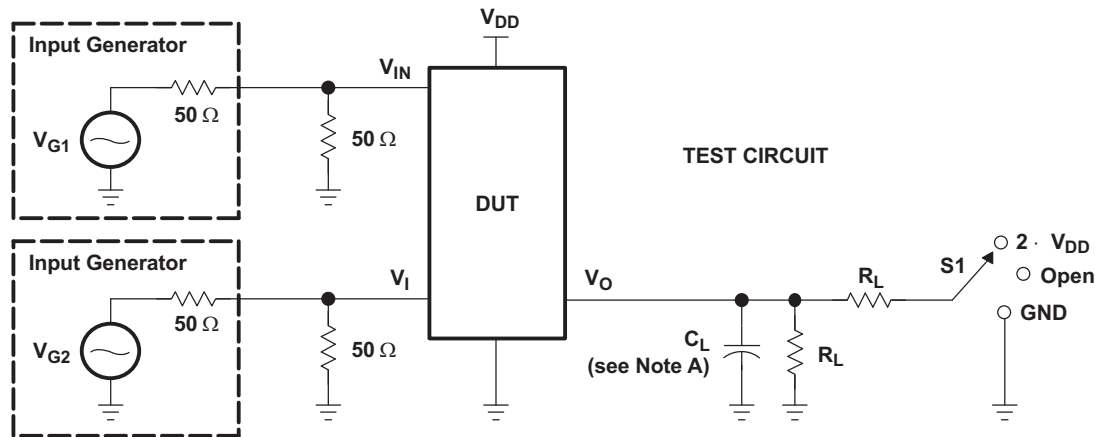 V_DD
Input Generator
V_IN
50 Ω
50 Ω
V_G1
TEST CIRCUIT
DUT
Input Generator
V_I
V_O
50 Ω
50 Ω
V_G2
R_L
S1
2 · V_DD
Open
GND
C_L
(see Note A)
R_L